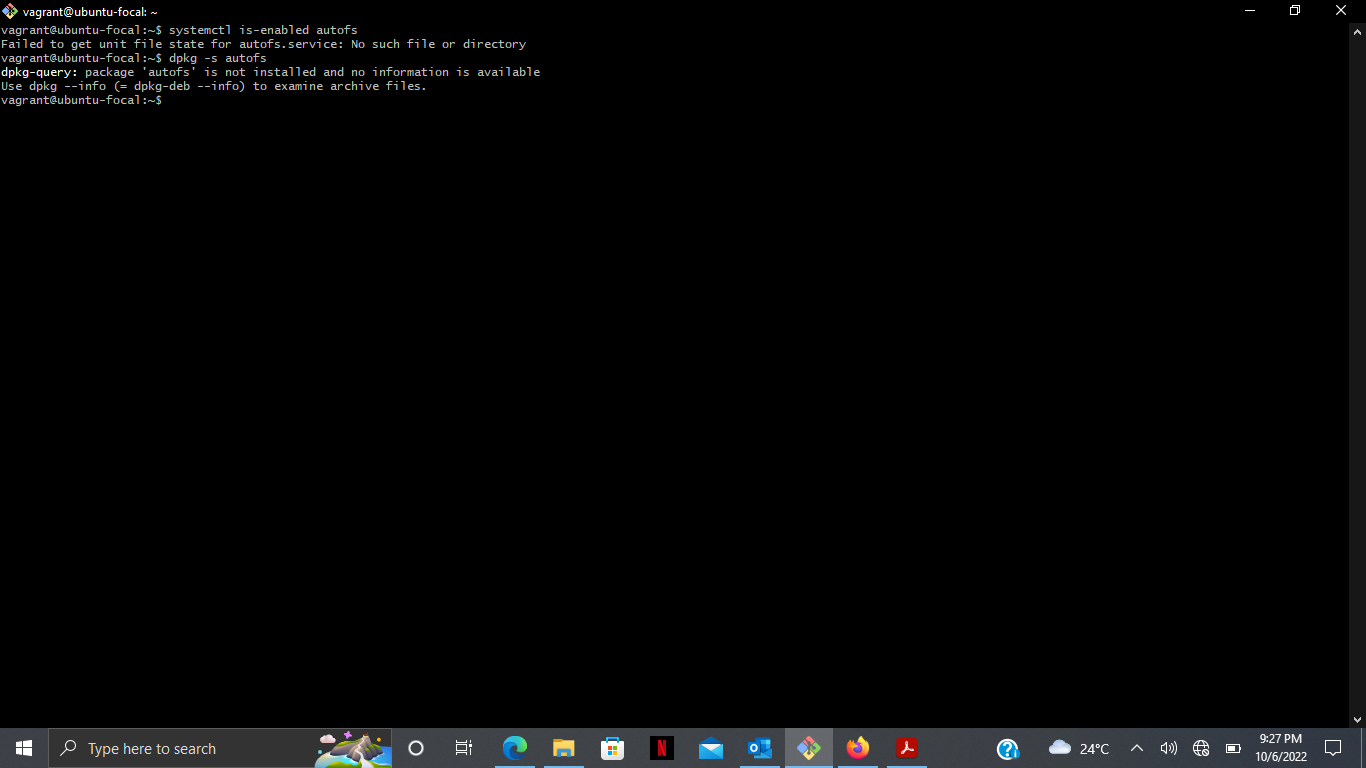 vagrant@ubuntu-focal: ~
vagrant@ubuntu-focal:~$ systemctl is-enabled autofs
Failed to get unit file state for autofs.service: No such file or directory
vagrant@ubuntu-focal:~$ dpkg -s autofs
dpkg-query: package 'autofs' is not installed and no information is available
Use dpkg --info (= dpkg-deb --info) to examine archive files.
vagrant@ubuntu-focal:~$
Type here to search
24°C
9:27 PM
10/6/2022